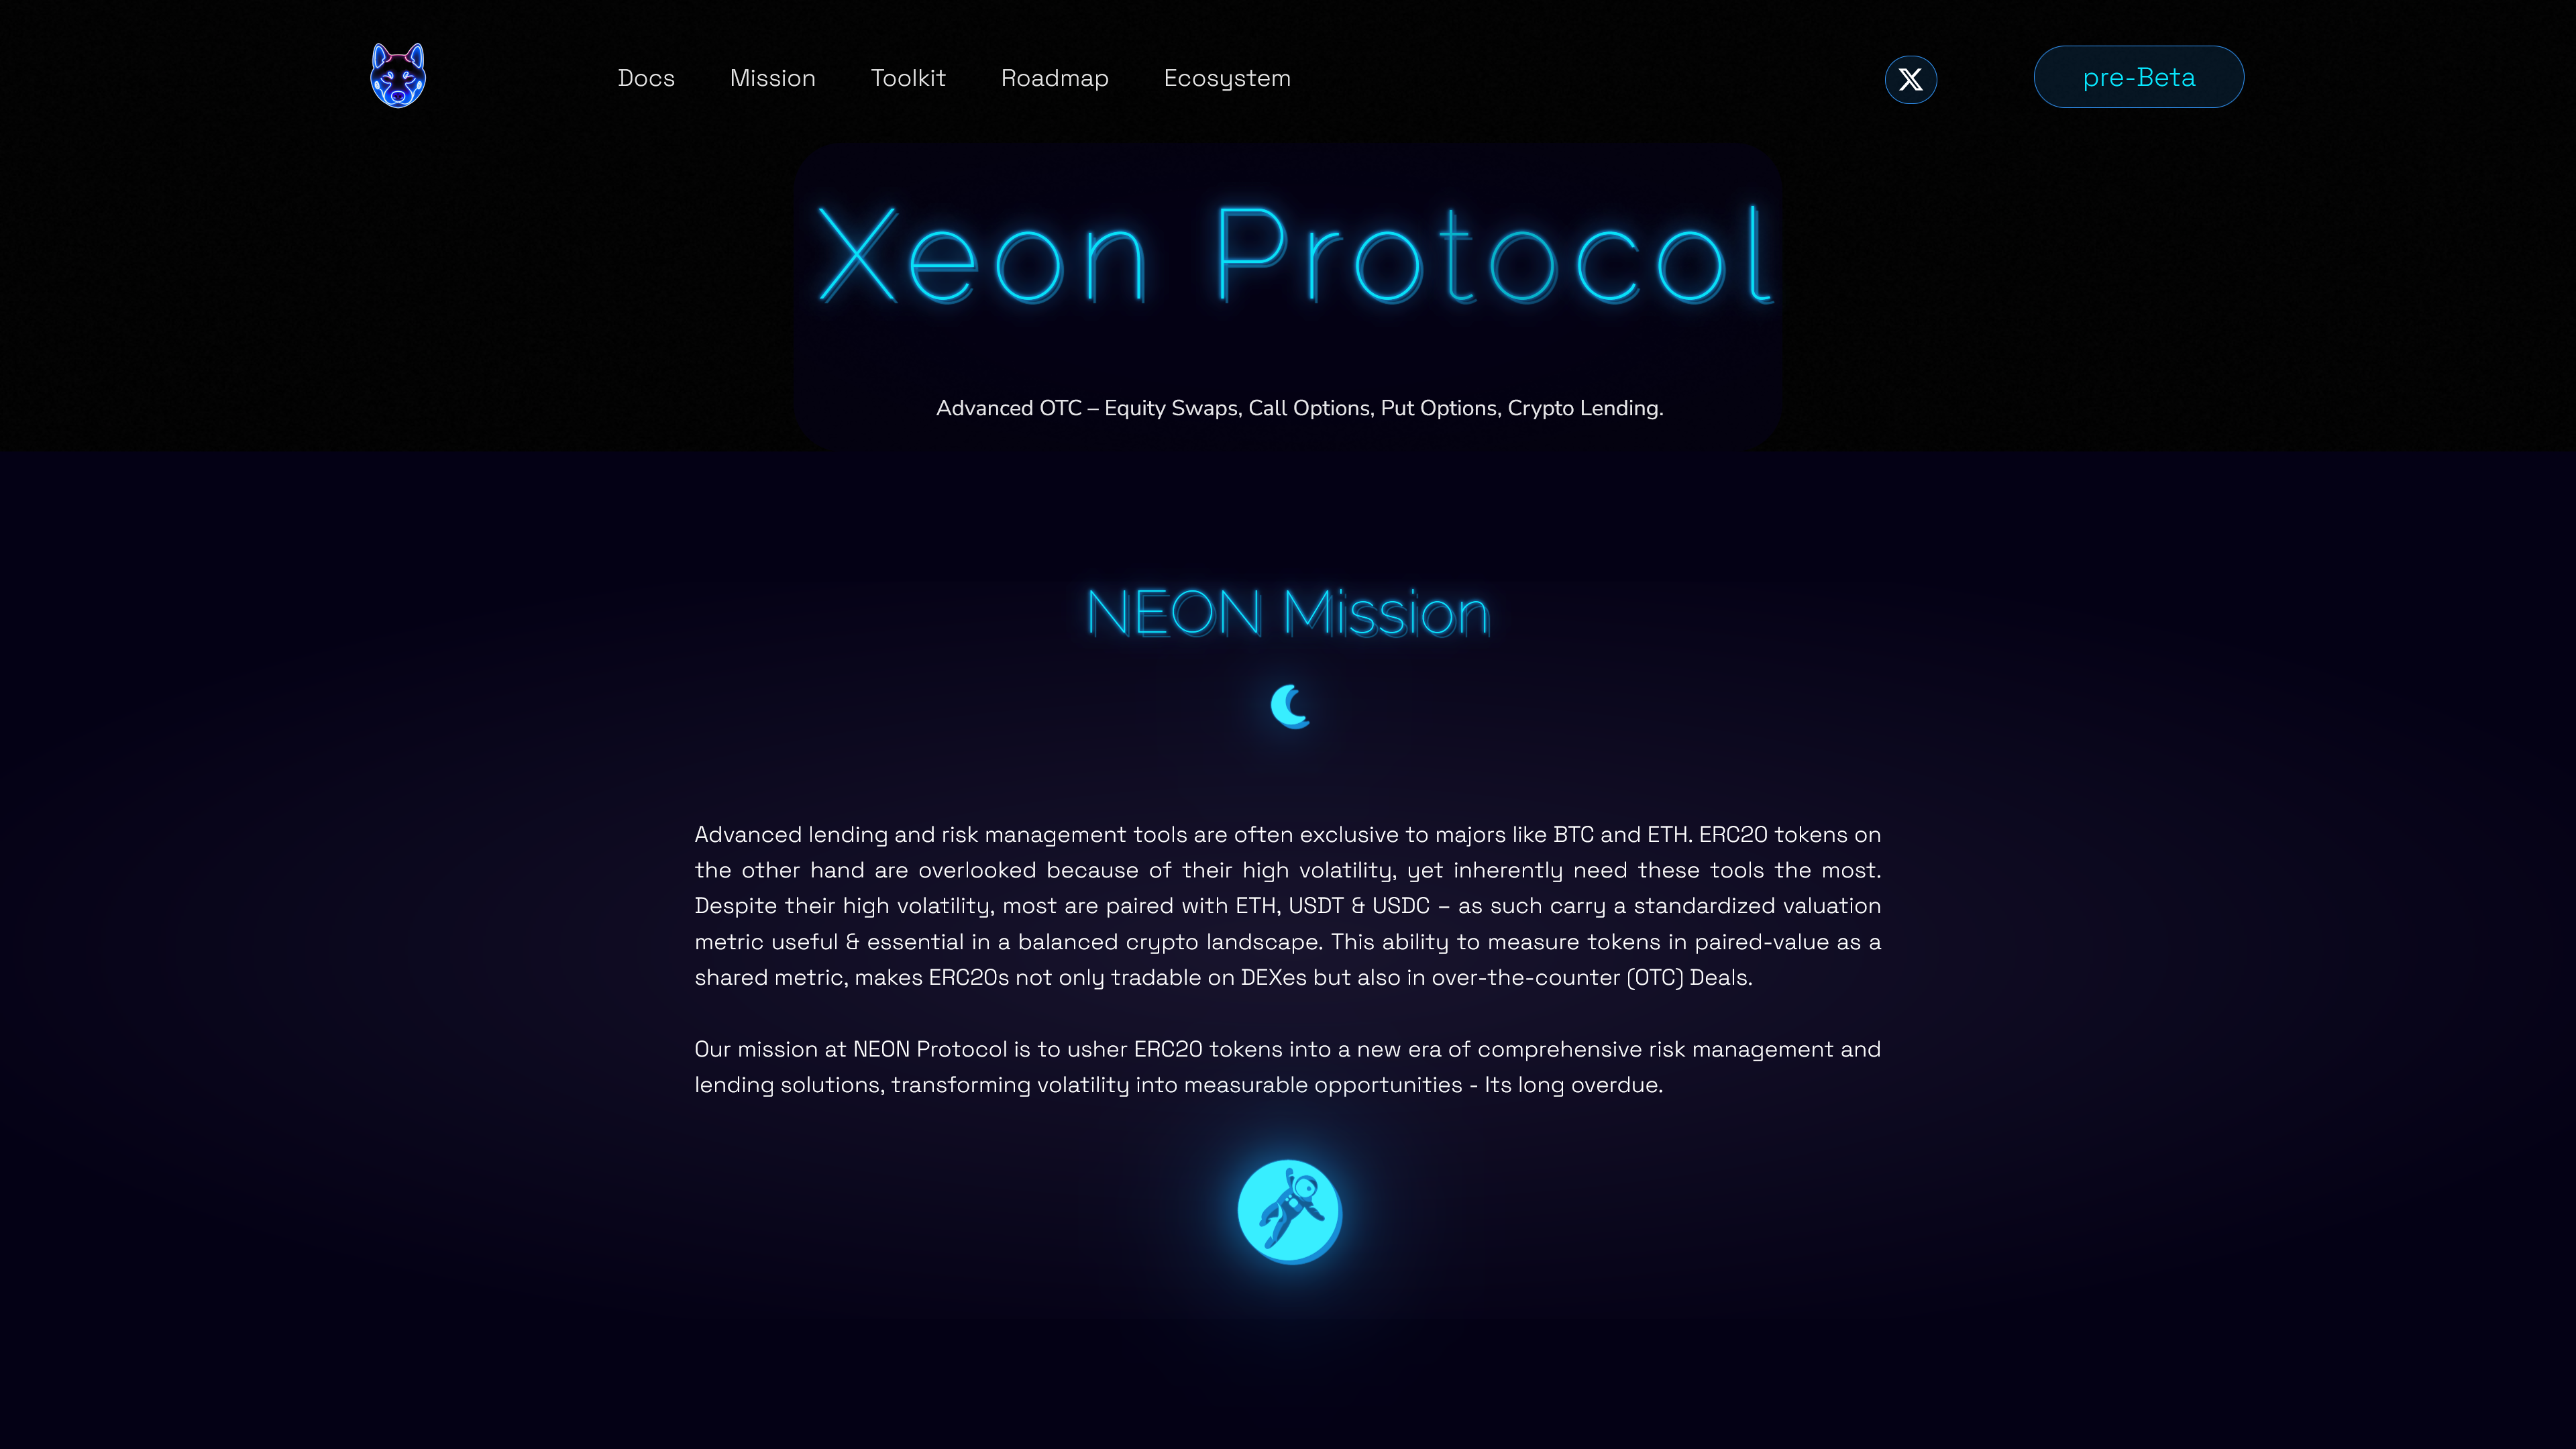 Docs Mission Toolkit Roadmap Ecosystem pre-Beta
Xeon Protocol
Advanced OTC – Equity Swaps, Call Options, Put Options, Crypto Lending.
NEON Mission
Advanced lending and risk management tools are often exclusive to majors like BTC and ETH. ERC20 tokens on
the other hand are overlooked because of their high volatility, yet inherently need these tools the most.
Despite their high volatility, most are paired with ETH, USDT & USDC – as such carry a standardized valuation
metric useful & essential in a balanced crypto landscape. This ability to measure tokens in paired-value as a
shared metric, makes ERC20s not only tradable on DEXes but also in over-the-counter (OTC) Deals.
Our mission at NEON Protocol is to usher ERC20 tokens into a new era of comprehensive risk management and
lending solutions, transforming volatility into measurable opportunities - Its long overdue.